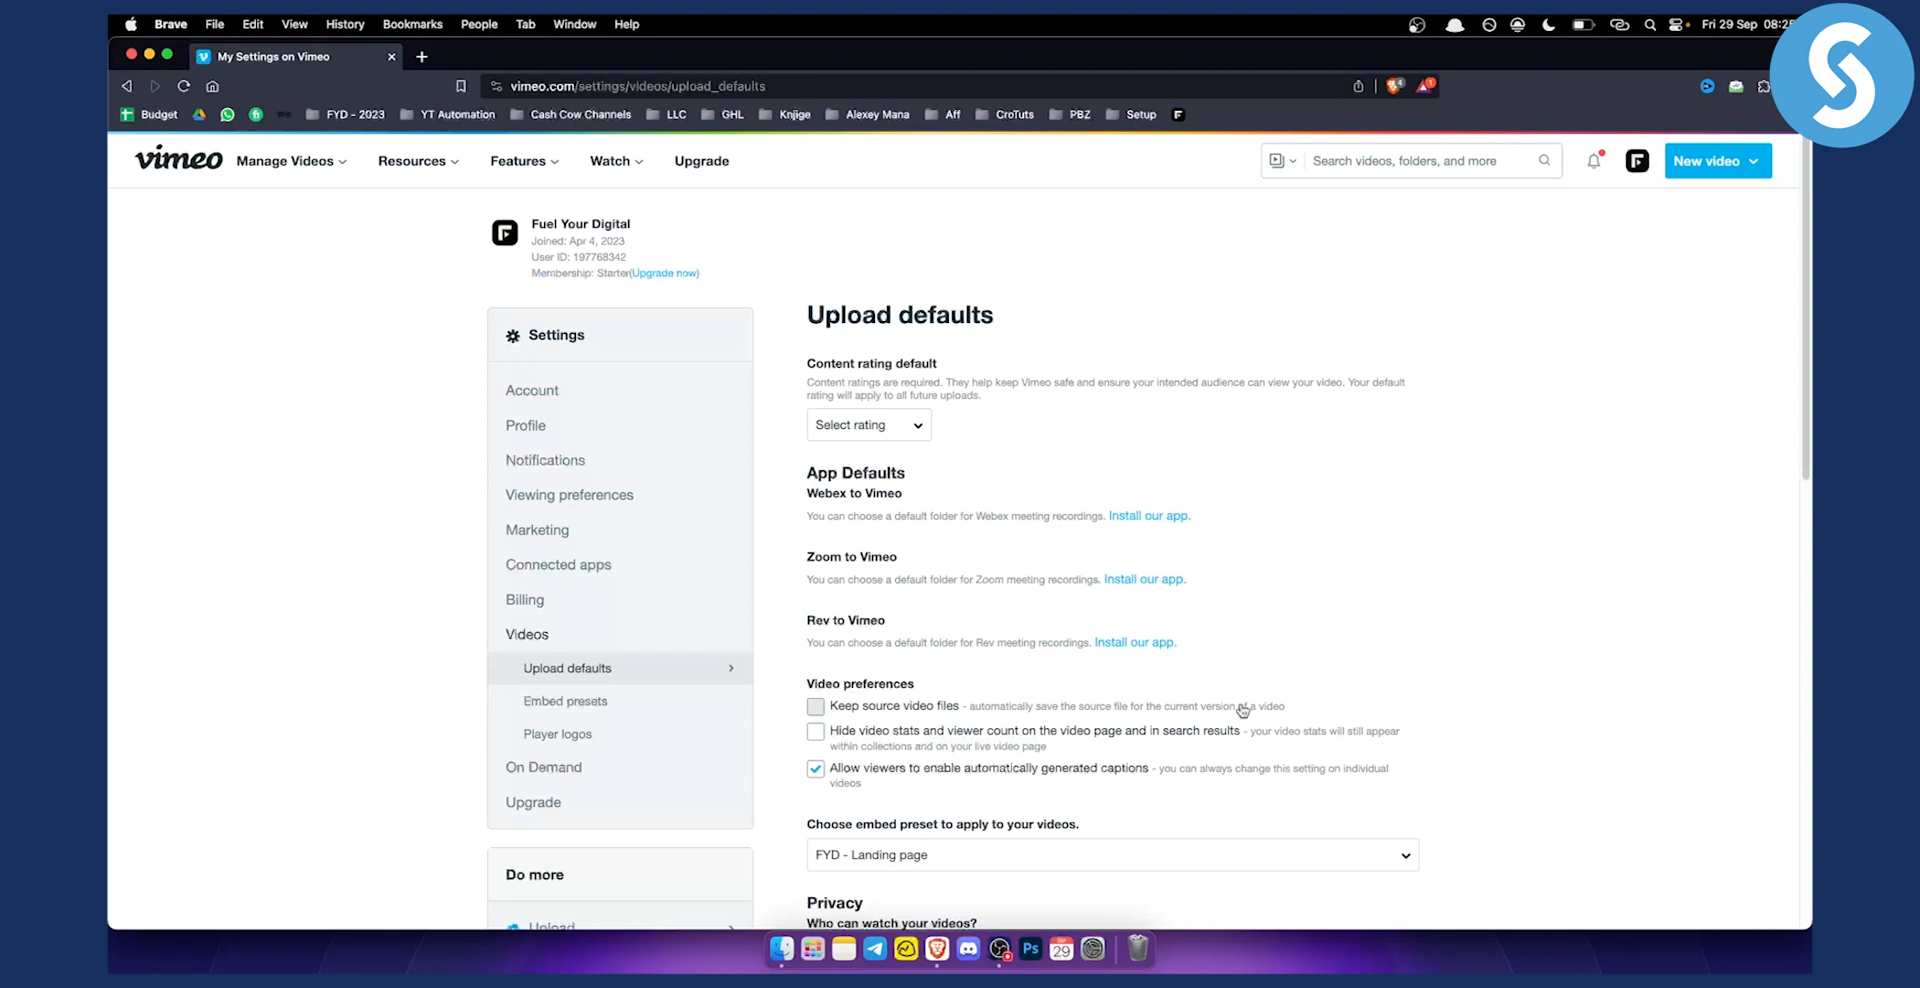 Brave File Edit View History Bookmarks People Tab Window Help
Fri 29 Sep 08:25
My Settings on Vimeo
vimeo.com/settings/videos/upload_defaults
Budget FYD - 2023 YT Automation Cash Cow Channels LLC GHL Knjige Alexey Mana Aff CroTuts PBZ Setup
vimeo Manage Videos Resources Features Watch Upgrade Search videos, folders, and more New video
Fuel Your Digital
Joined: Apr 4, 2023
User ID: 197768342
Membership: Starter(Upgrade now)
Settings
Account
Profile
Notifications
Viewing preferences
Marketing
Connected apps
Billing
Videos
Upload defaults
Embed presets
Player logos
On Demand
Upgrade
Do more
Upload
Upload defaults
Content rating default
Content ratings are required. They help keep Vimeo safe and ensure your intended audience can view your video. Your default
rating will apply to all future uploads.
Select rating
App Defaults
Webex to Vimeo
You can choose a default folder for Webex meeting recordings. Install our app.
Zoom to Vimeo
You can choose a default folder for Zoom meeting recordings. Install our app.
Rev to Vimeo
You can choose a default folder for Rev meeting recordings. Install our app.
Video preferences
Keep source video files - automatically save the source file for the current version of a video
Hide video stats and viewer count on the video page and in search results - your video stats will still appear
within collections and on your live video page
Allow viewers to enable automatically generated captions - you can always change this setting on individual
videos
Choose embed preset to apply to your videos.
FYD - Landing page
Privacy
Who can watch your videos?
Ps
29